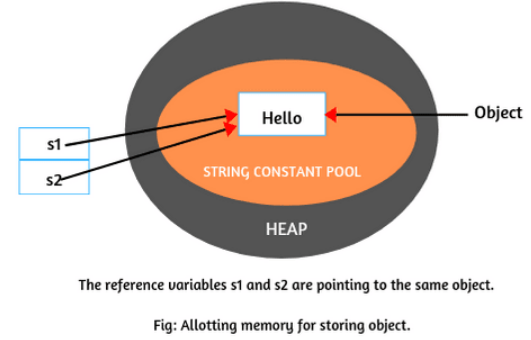 Hello
Object
s1
s2
STRING CONSTANT POOL
HEAP
The reference variables s1 and s2 are pointing to the same object.
Fig: Allotting memory for storing object.